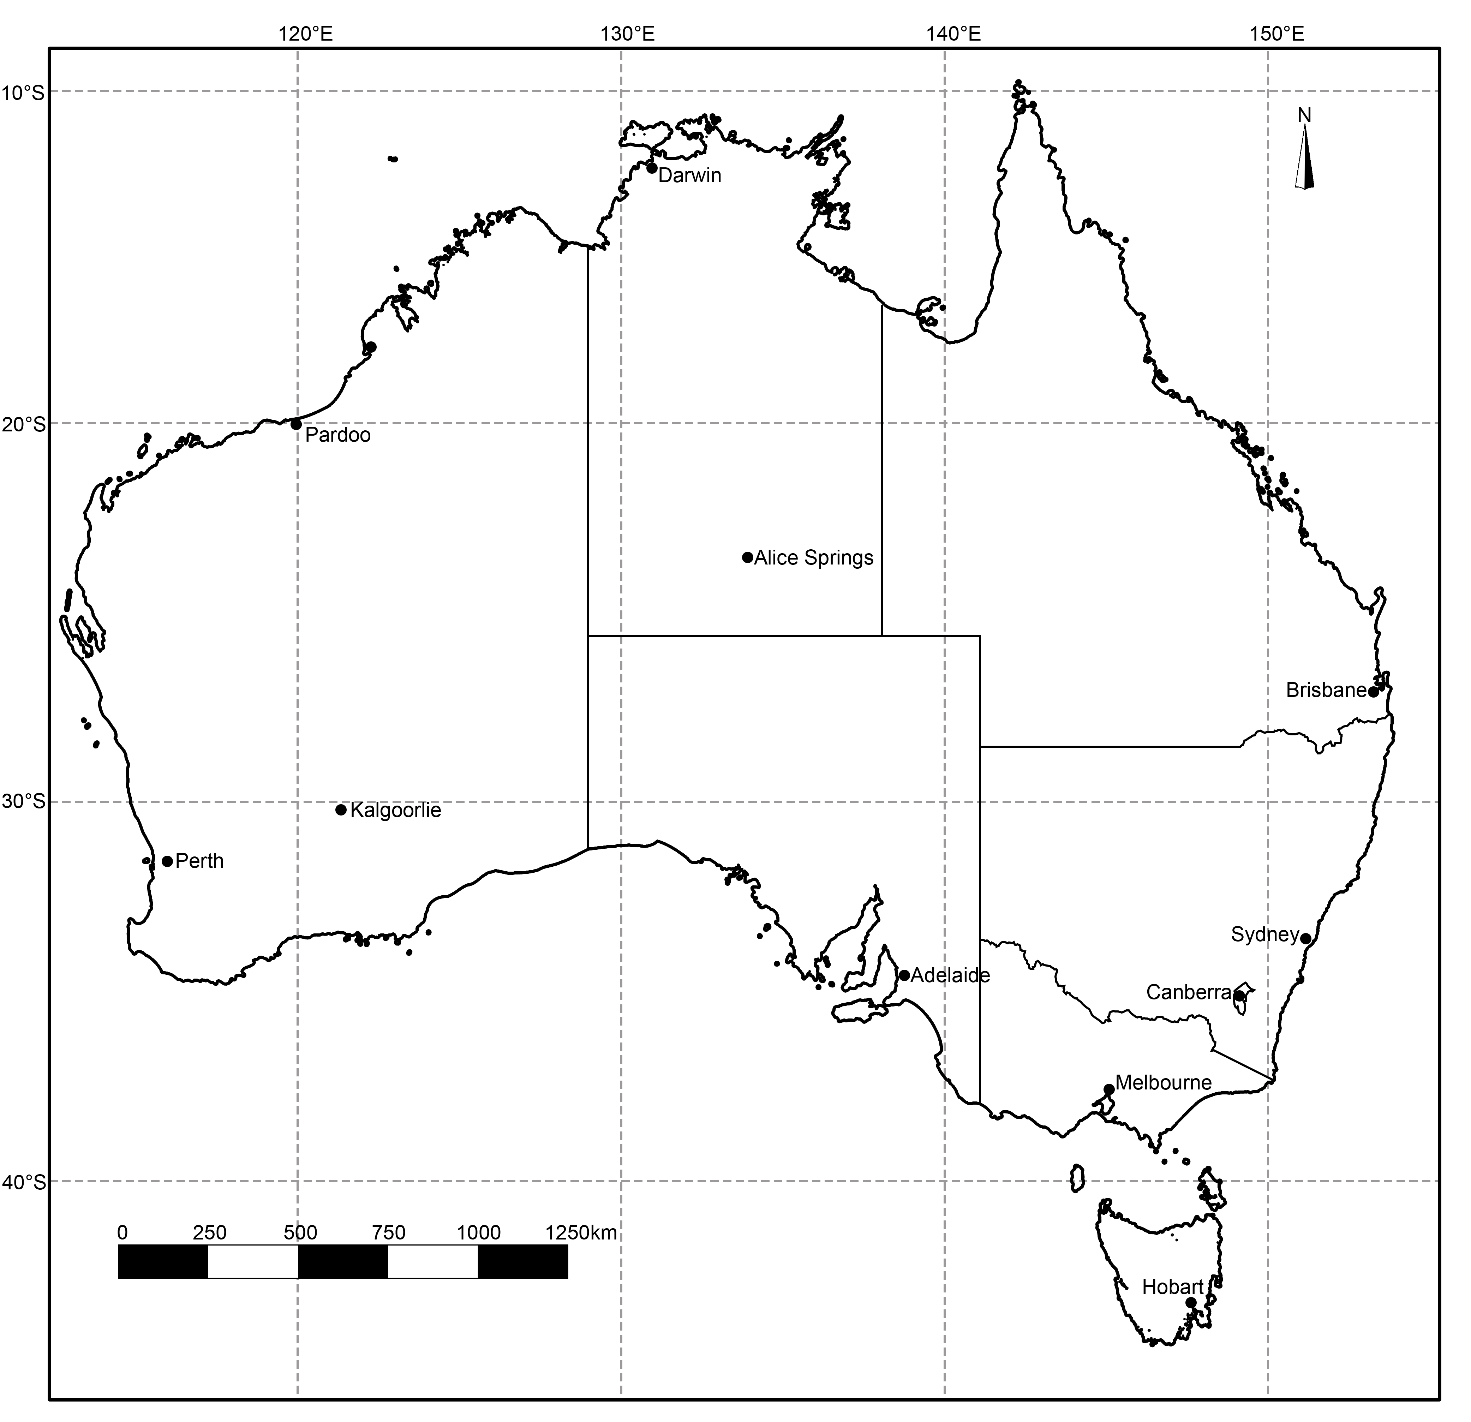 120°E
130°E
140°E
150°E
10°S
N
Darwin
20°S
Pardoo
Alice Springs
Brisbane
30°S
Kalgoorlie
Perth
Sydney
Adelaide
Canberra
Melbourne
40°S
0 250 500 750 1000 1250km
Hobart